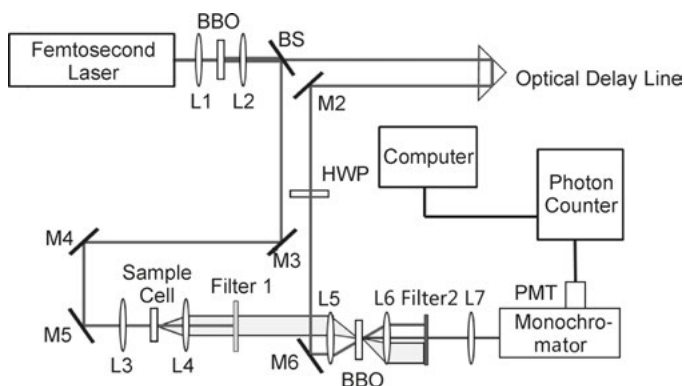 BBO
BS
Femtosecond
Laser
L1
L2
M2
Optical Delay Line
Computer
Photon
Counter
HWP
M4
M3
Sample
Cell
Filter 1
M5
L3
L4
L5
M6
BBO
L6
Filter2
L7
PMT
Monochro-
mator